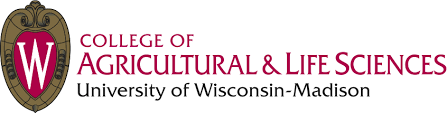 W
COLLEGE OF
AGRICULTURAL & LIFE SCIENCES
University of Wisconsin-Madison